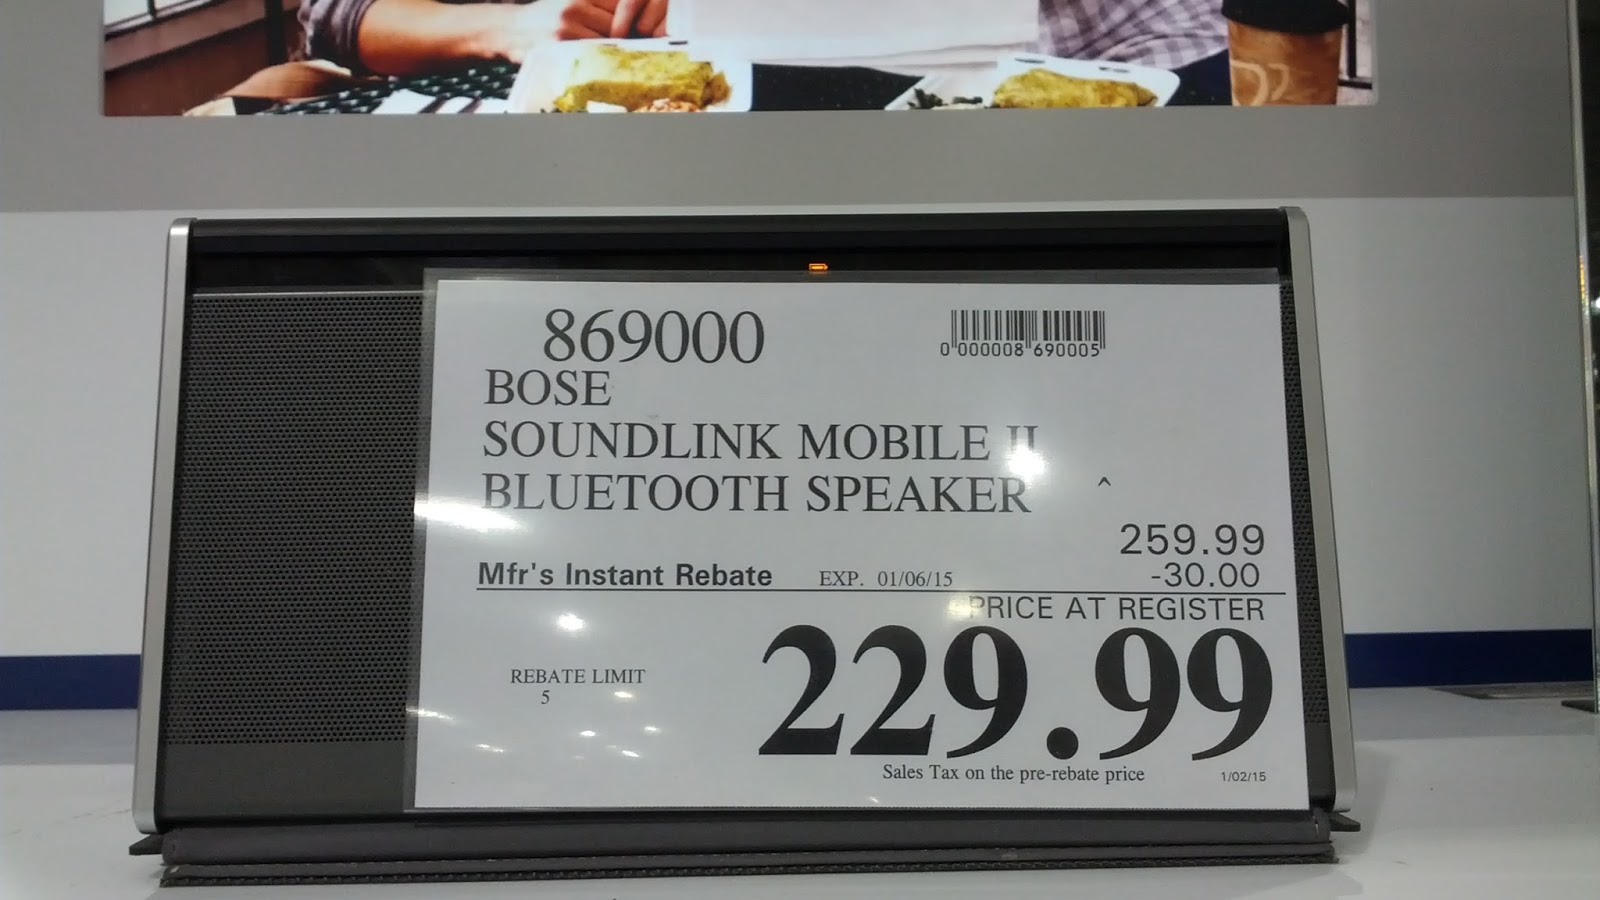 869000
0 000008 690005
BOSE
SOUNDLINK MOBILE II
BLUETOOTH SPEAKER ^
259.99
Mfr's Instant Rebate EXP. 01/06/15 -30.00
PRICE AT REGISTER
229.99
REBATE LIMIT
5
Sales Tax on the pre-rebate price 1/02/15